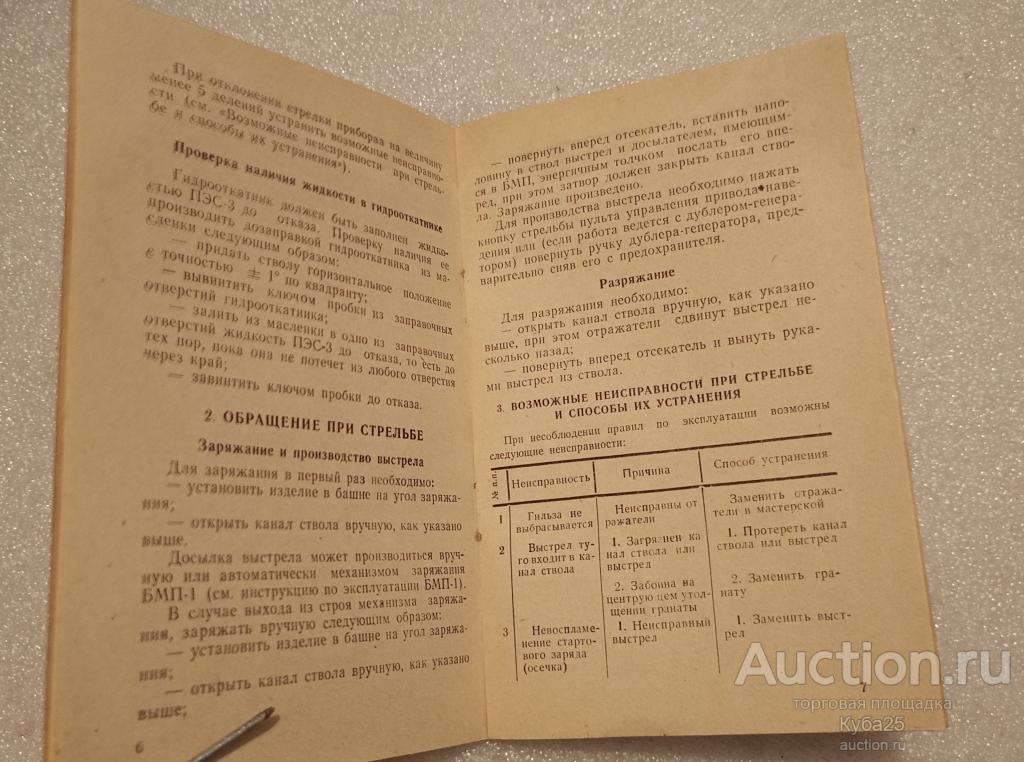 При отклонении стрелки прибораа на величину
менее 5 делений устранить возможные неисправно-
сти (см. «Возможные неисправности при стрель-
бе и способы их устранения»).
Проверка наличия жидкости в гидрооткатнике
Гидрооткатник должен быть заполнен жидко-
стью ПЭС-3 до отказа. Проверку наличия ее
производить дозаправкой гидрооткатника из ма-
сленки следующим образом:
— придать стволу горизонтальное положение
с точностью ± 1° по квадранту;
— вывинтить ключом пробки из заправочных
отверстий гидрооткатника;
— залить из масленки в одно из заправочных
отверстий жидкость ПЭС-3 до отказа, то есть до
тех пор, пока она не потечет из любого отверстия
через край;
— завинтить ключом пробки до отказа.
2. ОБРАЩЕНИЕ ПРИ СТРЕЛЬБЕ
Заряжание и производство выстрела
Для заряжания в первый раз необходимо:
— установить изделие в башне на угол заряжа-
ния;
— открыть канал ствола вручную, как указано
выше.
Досылка выстрела может производиться вруч-
ную или автоматически механизмом заряжания
БМП-1 (см. инструкцию по эксплуатации БМП-1).
В случае выхода из строя механизма заряжа-
ния, заряжать вручную следующим образом:
— установить изделие в башне на угол заряжа-
ния;
— открыть канал ствола вручную, как указано
выше;
6
— повернуть вперед отсекатель, вставить напо-
ловину в ствол выстрел и досылателем, имеющим-
ся в БМП, энергичным толчком послать его впе-
ред, при этом затвор должен закрыть канал ство-
ла. Заряжание произведено.
Для производства выстрела необходимо нажать
кнопку стрельбы пульта управления привода наве-
дения или (если работа ведется с дублером-генера-
тором) повернуть ручку дублера-генератора, пред-
варительно сняв его с предохранителя.
Разряжание
Для разряжания необходимо:
— открыть канал ствола вручную, как указано
выше, при этом отражатели сдвинут выстрел не-
сколько назад;
— повернуть вперед отсекатель и вынуть рука-
ми выстрел из ствола.
3. ВОЗМОЖНЫЕ НЕИСПРАВНОСТИ ПРИ СТРЕЛЬБЕ
И СПОСОБЫ ИХ УСТРАНЕНИЯ
При несоблюдении правил по эксплуатации возможны
следующие неисправности:
№ п.п. Неисправность Причина Способ устранения
1 Гильза не Неисправны от Заменить отража-
выбрасывается ражатели тели в мастерской
2 Выстрел ту 1. Загрязнен ка 1. Протереть канал
го входит в ка нал ствола или ствола или выстрел
нал ствола выстрел
2. Забоина на 2. Заменить гра-
центрующем утол- нату
щении гранаты
3 Невоспламе- 1. Неисправный 1. Заменить выст-
нение старто- выстрел рел
вого заряда
(осечка)
7
Auction.ru
торговая площадка
Куба25
auction.ru